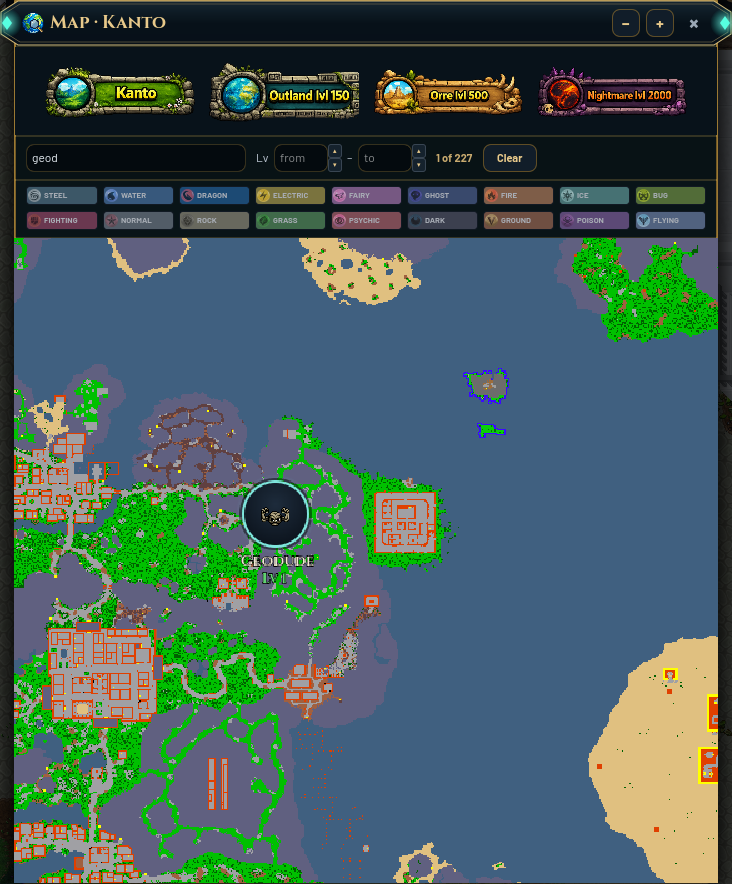 Map · Kanto
Kanto
Outland lvl 150
Orre lvl 500
Nightmare lvl 2000
geod
Lv
from
–
to
1 of 227
Clear
STEEL
WATER
DRAGON
ELECTRIC
FAIRY
GHOST
FIRE
ICE
BUG
FIGHTING
NORMAL
ROCK
GRASS
PSYCHIC
DARK
GROUND
POISON
FLYING
GEODUDE
LV 1